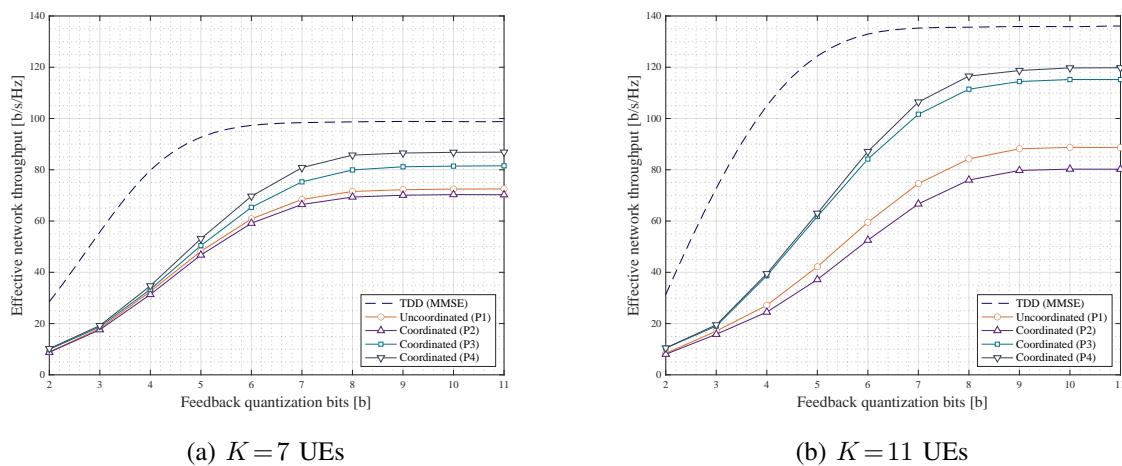 140
120
100
80
60
40
20
0
Effective network throughput [b/s/Hz]
2 3 4 5 6 7 8 9 10 11
Feedback quantization bits [b]
TDD (MMSE)
Uncoordinated (P1)
Coordinated (P2)
Coordinated (P3)
Coordinated (P4)
(a) K = 7 UEs
140
120
100
80
60
40
20
0
Effective network throughput [b/s/Hz]
2 3 4 5 6 7 8 9 10 11
Feedback quantization bits [b]
TDD (MMSE)
Uncoordinated (P1)
Coordinated (P2)
Coordinated (P3)
Coordinated (P4)
(b) K = 11 UEs